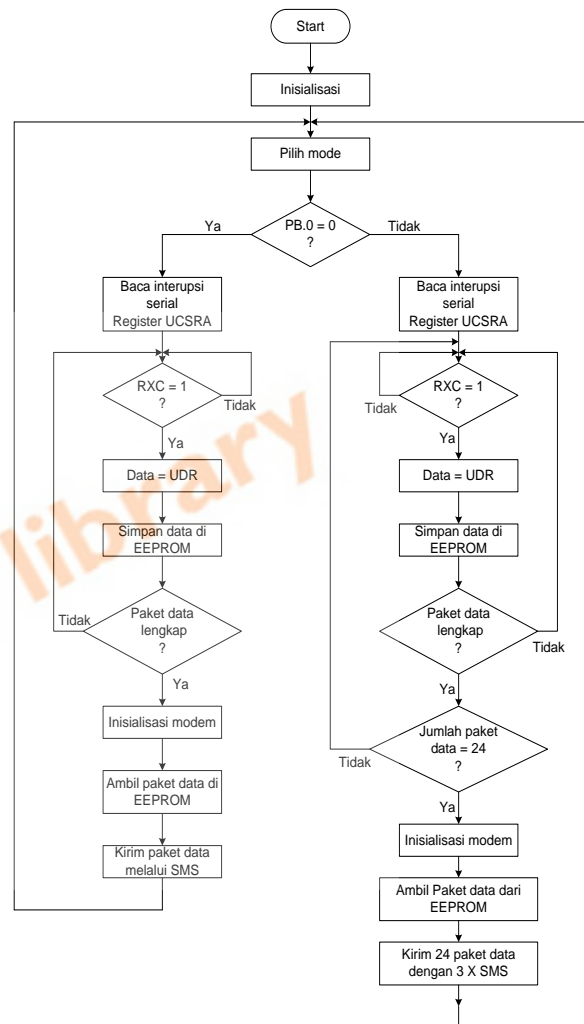 Start
Inisialisasi
Pilih mode
PB.0 = 0
?
Ya
Tidak
Baca interupsi
serial
Register UCSRA
RXC = 1
?
Tidak
Ya
Data = UDR
Simpan data di
EEPROM
Paket data
lengkap
?
Tidak
Ya
Inisialisasi modem
Ambil paket data di
EEPROM
Kirim paket data
melalui SMS
Baca interupsi
serial
Register UCSRA
RXC = 1
?
Tidak
Ya
Data = UDR
Simpan data di
EEPROM
Paket data
lengkap
?
Tidak
Ya
Jumlah paket
data = 24
?
Tidak
Ya
Inisialisasi modem
Ambil Paket data dari
EEPROM
Kirim 24 paket data
dengan 3 X SMS
library